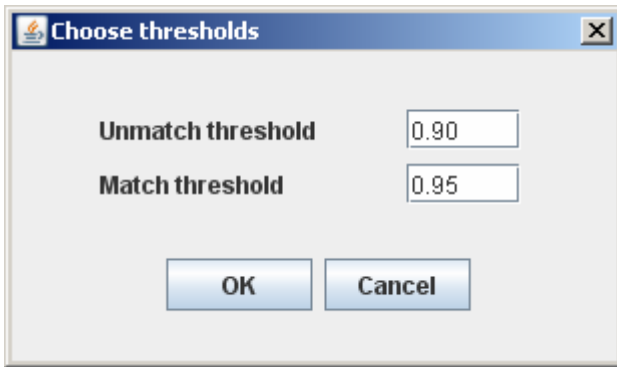 Choose thresholds
Unmatch threshold 0.90
Match threshold 0.95
OK Cancel